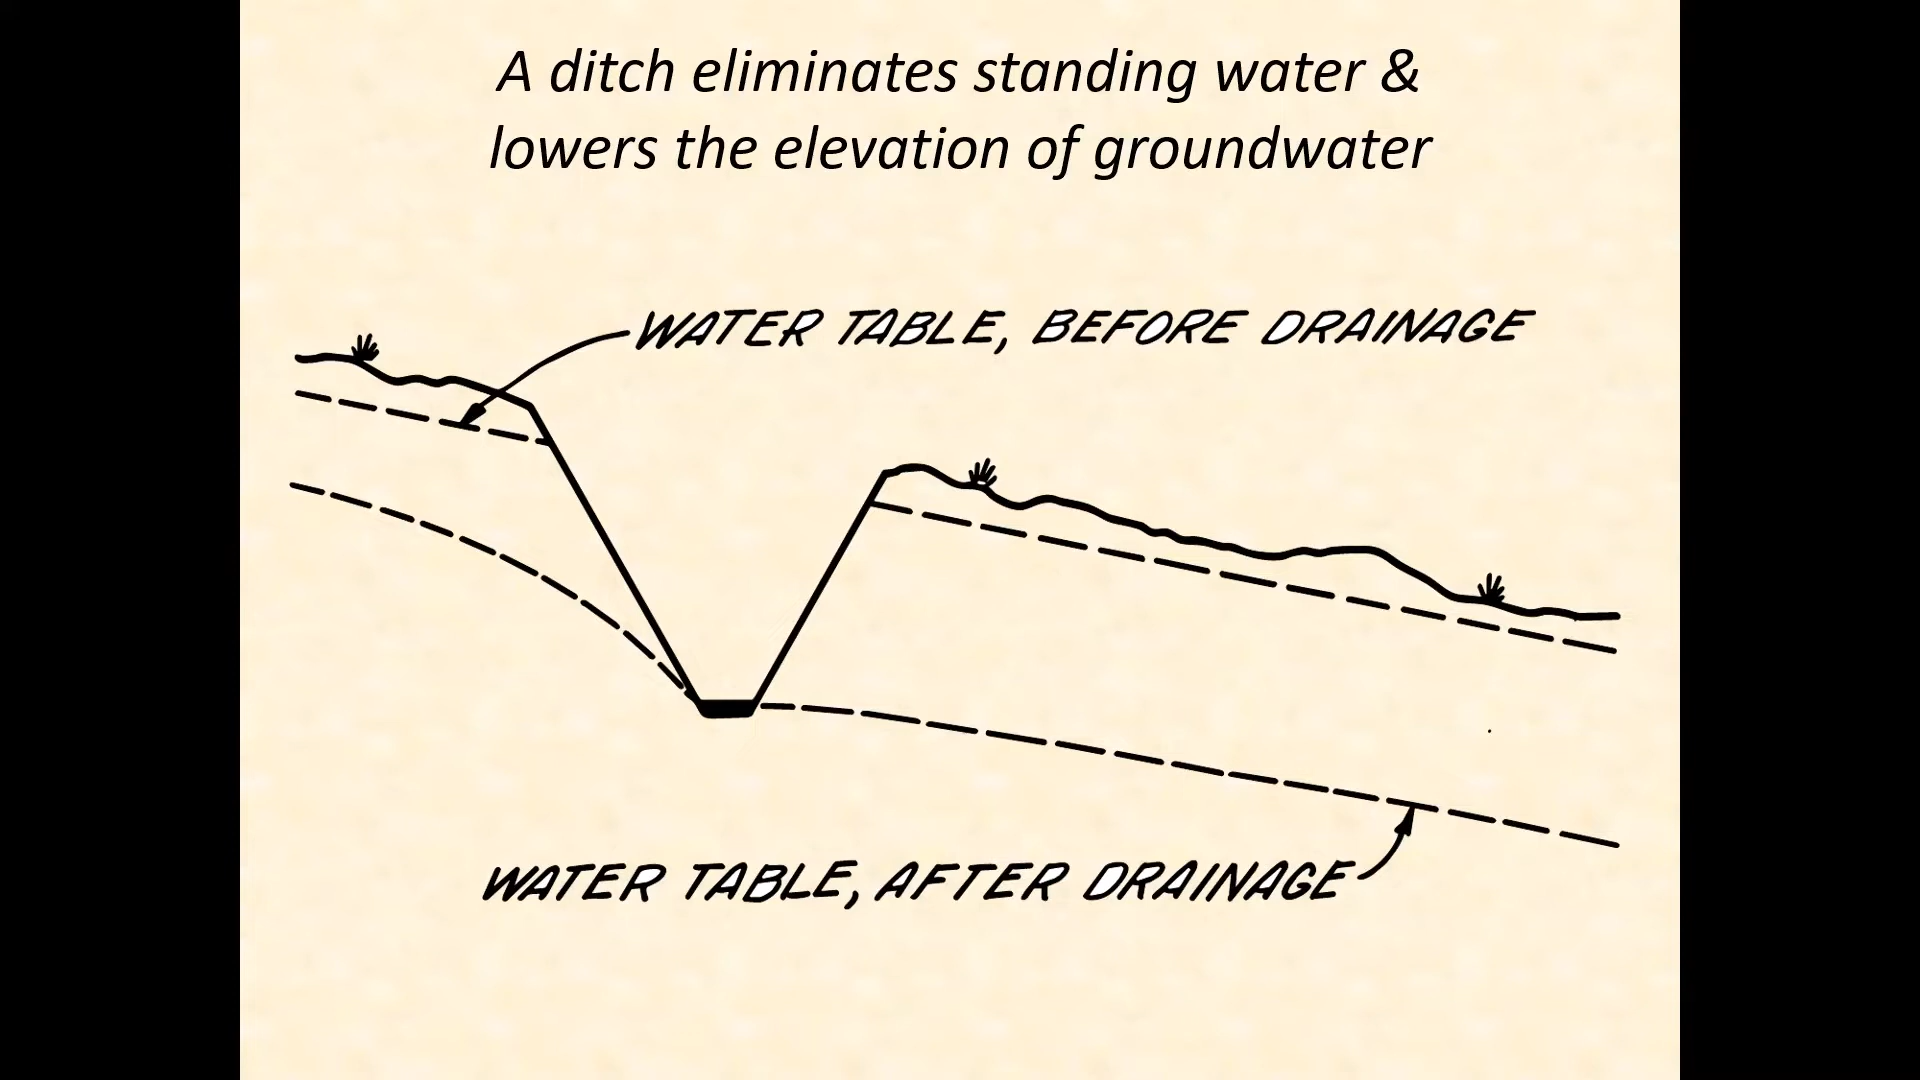 A ditch eliminates standing water &
lowers the elevation of groundwater
WATER TABLE, BEFORE DRAINAGE
WATER TABLE, AFTER DRAINAGE